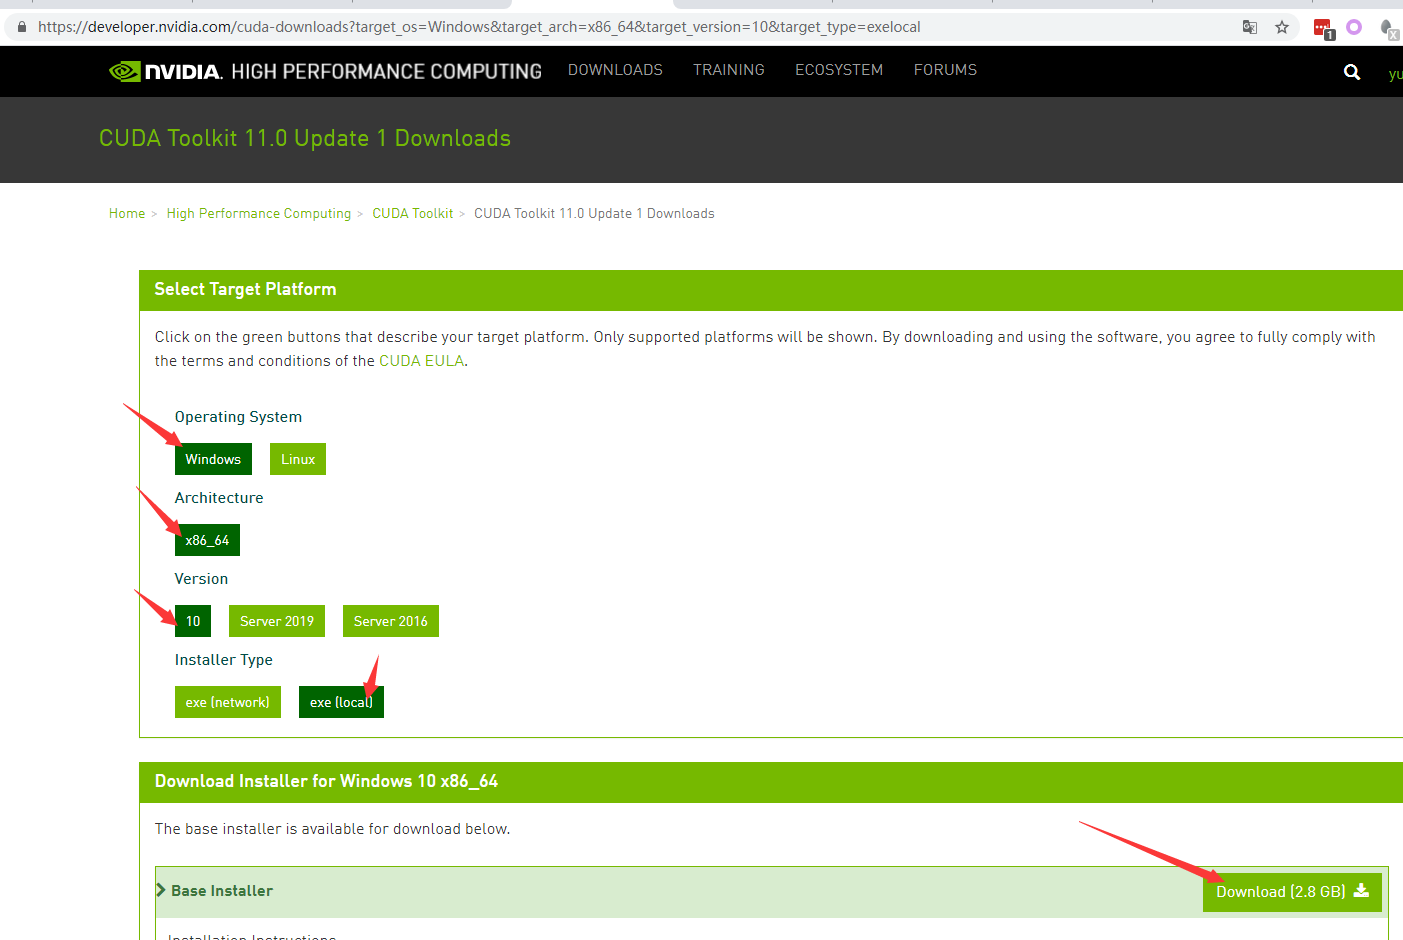 https://developer.nvidia.com/cuda-downloads?target_os=Windows&target_arch=x86_64&target_version=10&target_type=exelocal
1
X
NVIDIA. HIGH PERFORMANCE COMPUTING DOWNLOADS TRAINING ECOSYSTEM FORUMS yu
CUDA Toolkit 11.0 Update 1 Downloads
Home > High Performance Computing > CUDA Toolkit > CUDA Toolkit 11.0 Update 1 Downloads
Select Target Platform
Click on the green buttons that describe your target platform. Only supported platforms will be shown. By downloading and using the software, you agree to fully comply with
the terms and conditions of the CUDA EULA.
Operating System
Windows Linux
Architecture
x86_64
Version
10 Server 2019 Server 2016
Installer Type
exe (network) exe (local)
Download Installer for Windows 10 x86_64
The base installer is available for download below.
Base Installer Download (2.8 GB)
Installation Instructions